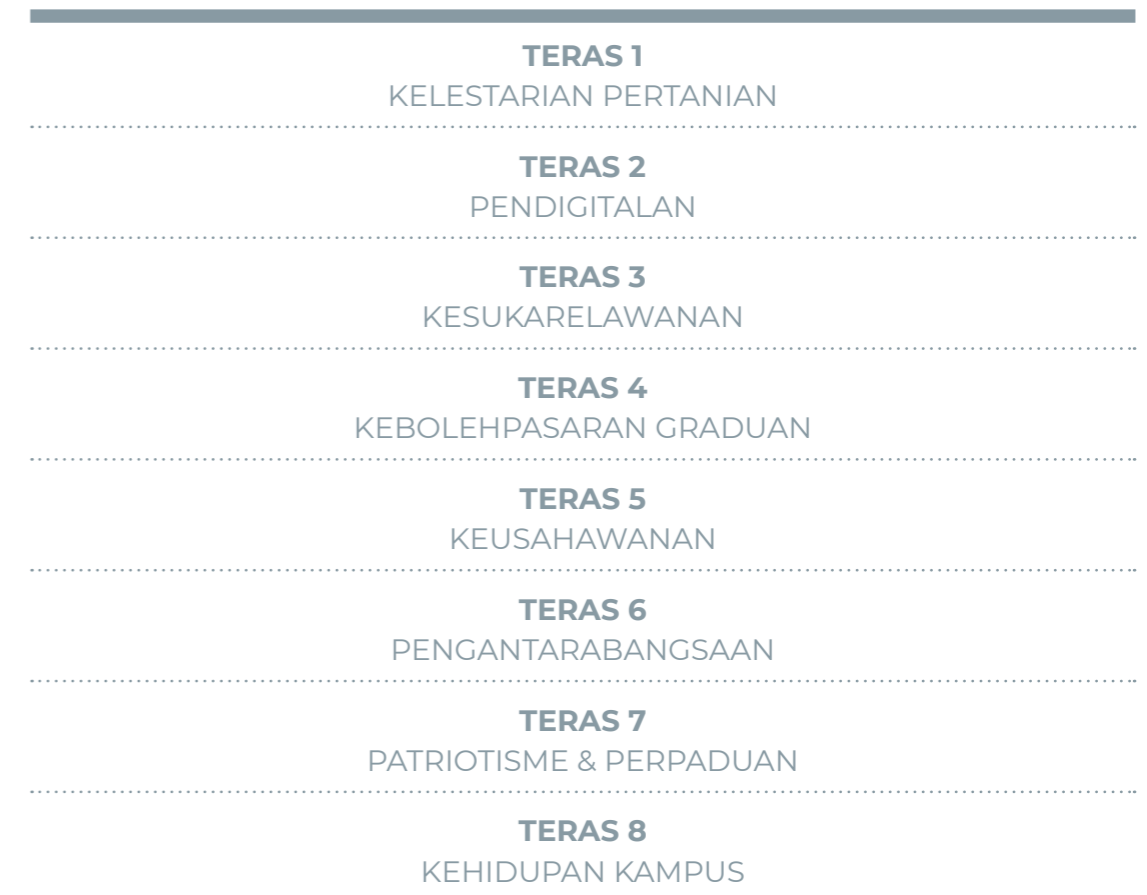 TERAS 1
KELESTARIAN PERTANIAN
TERAS 2
PENDIGITALAN
TERAS 3
KESUKARELAWANAN
TERAS 4
KEBOLEHPASARAN GRADUAN
TERAS 5
KEUSAHAWANAN
TERAS 6
PENGANTARABANGSAAN
TERAS 7
PATRIOTISME & PERPADUAN
TERAS 8
KEHIDUPAN KAMPUS